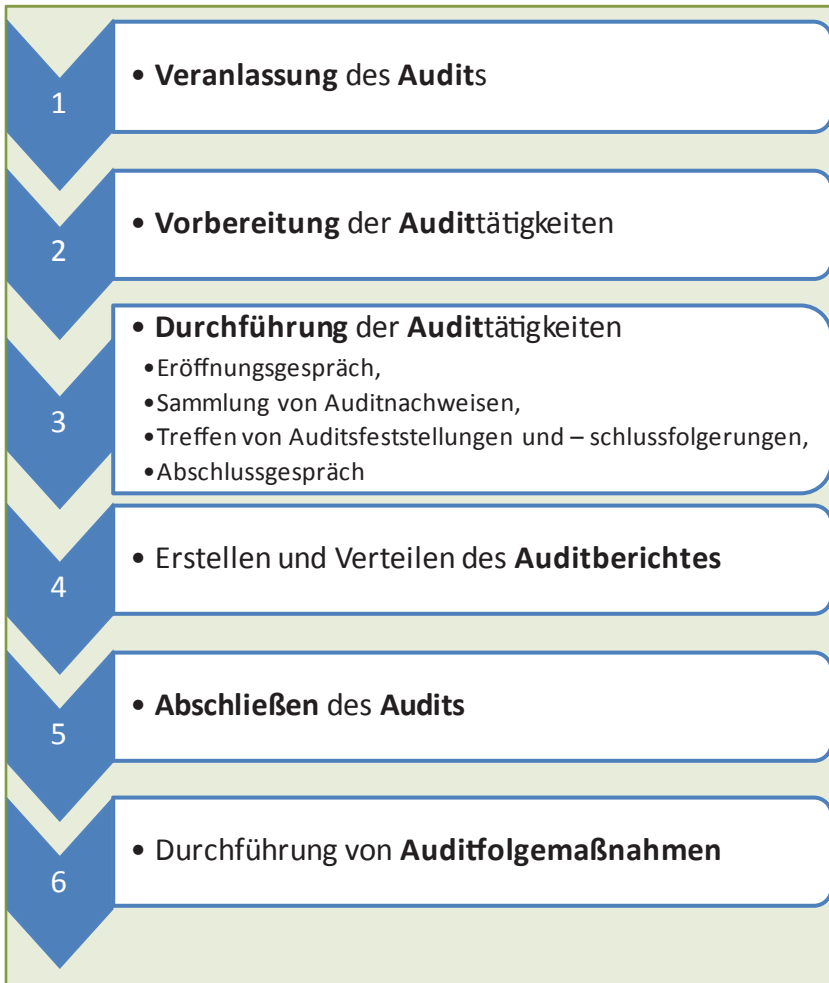 1
• Veranlassung des Audits
2
• Vorbereitung der Audittätigkeiten
3
• Durchführung der Audittätigkeiten
•Eröffnungsgespräch,
•Sammlung von Auditnachweisen,
•Treffen von Auditsfeststellungen und – schlussfolgerungen,
•Abschlussgespräch
4
• Erstellen und Verteilen des Auditberichtes
5
• Abschließen des Audits
6
• Durchführung von Auditfolgemaßnahmen